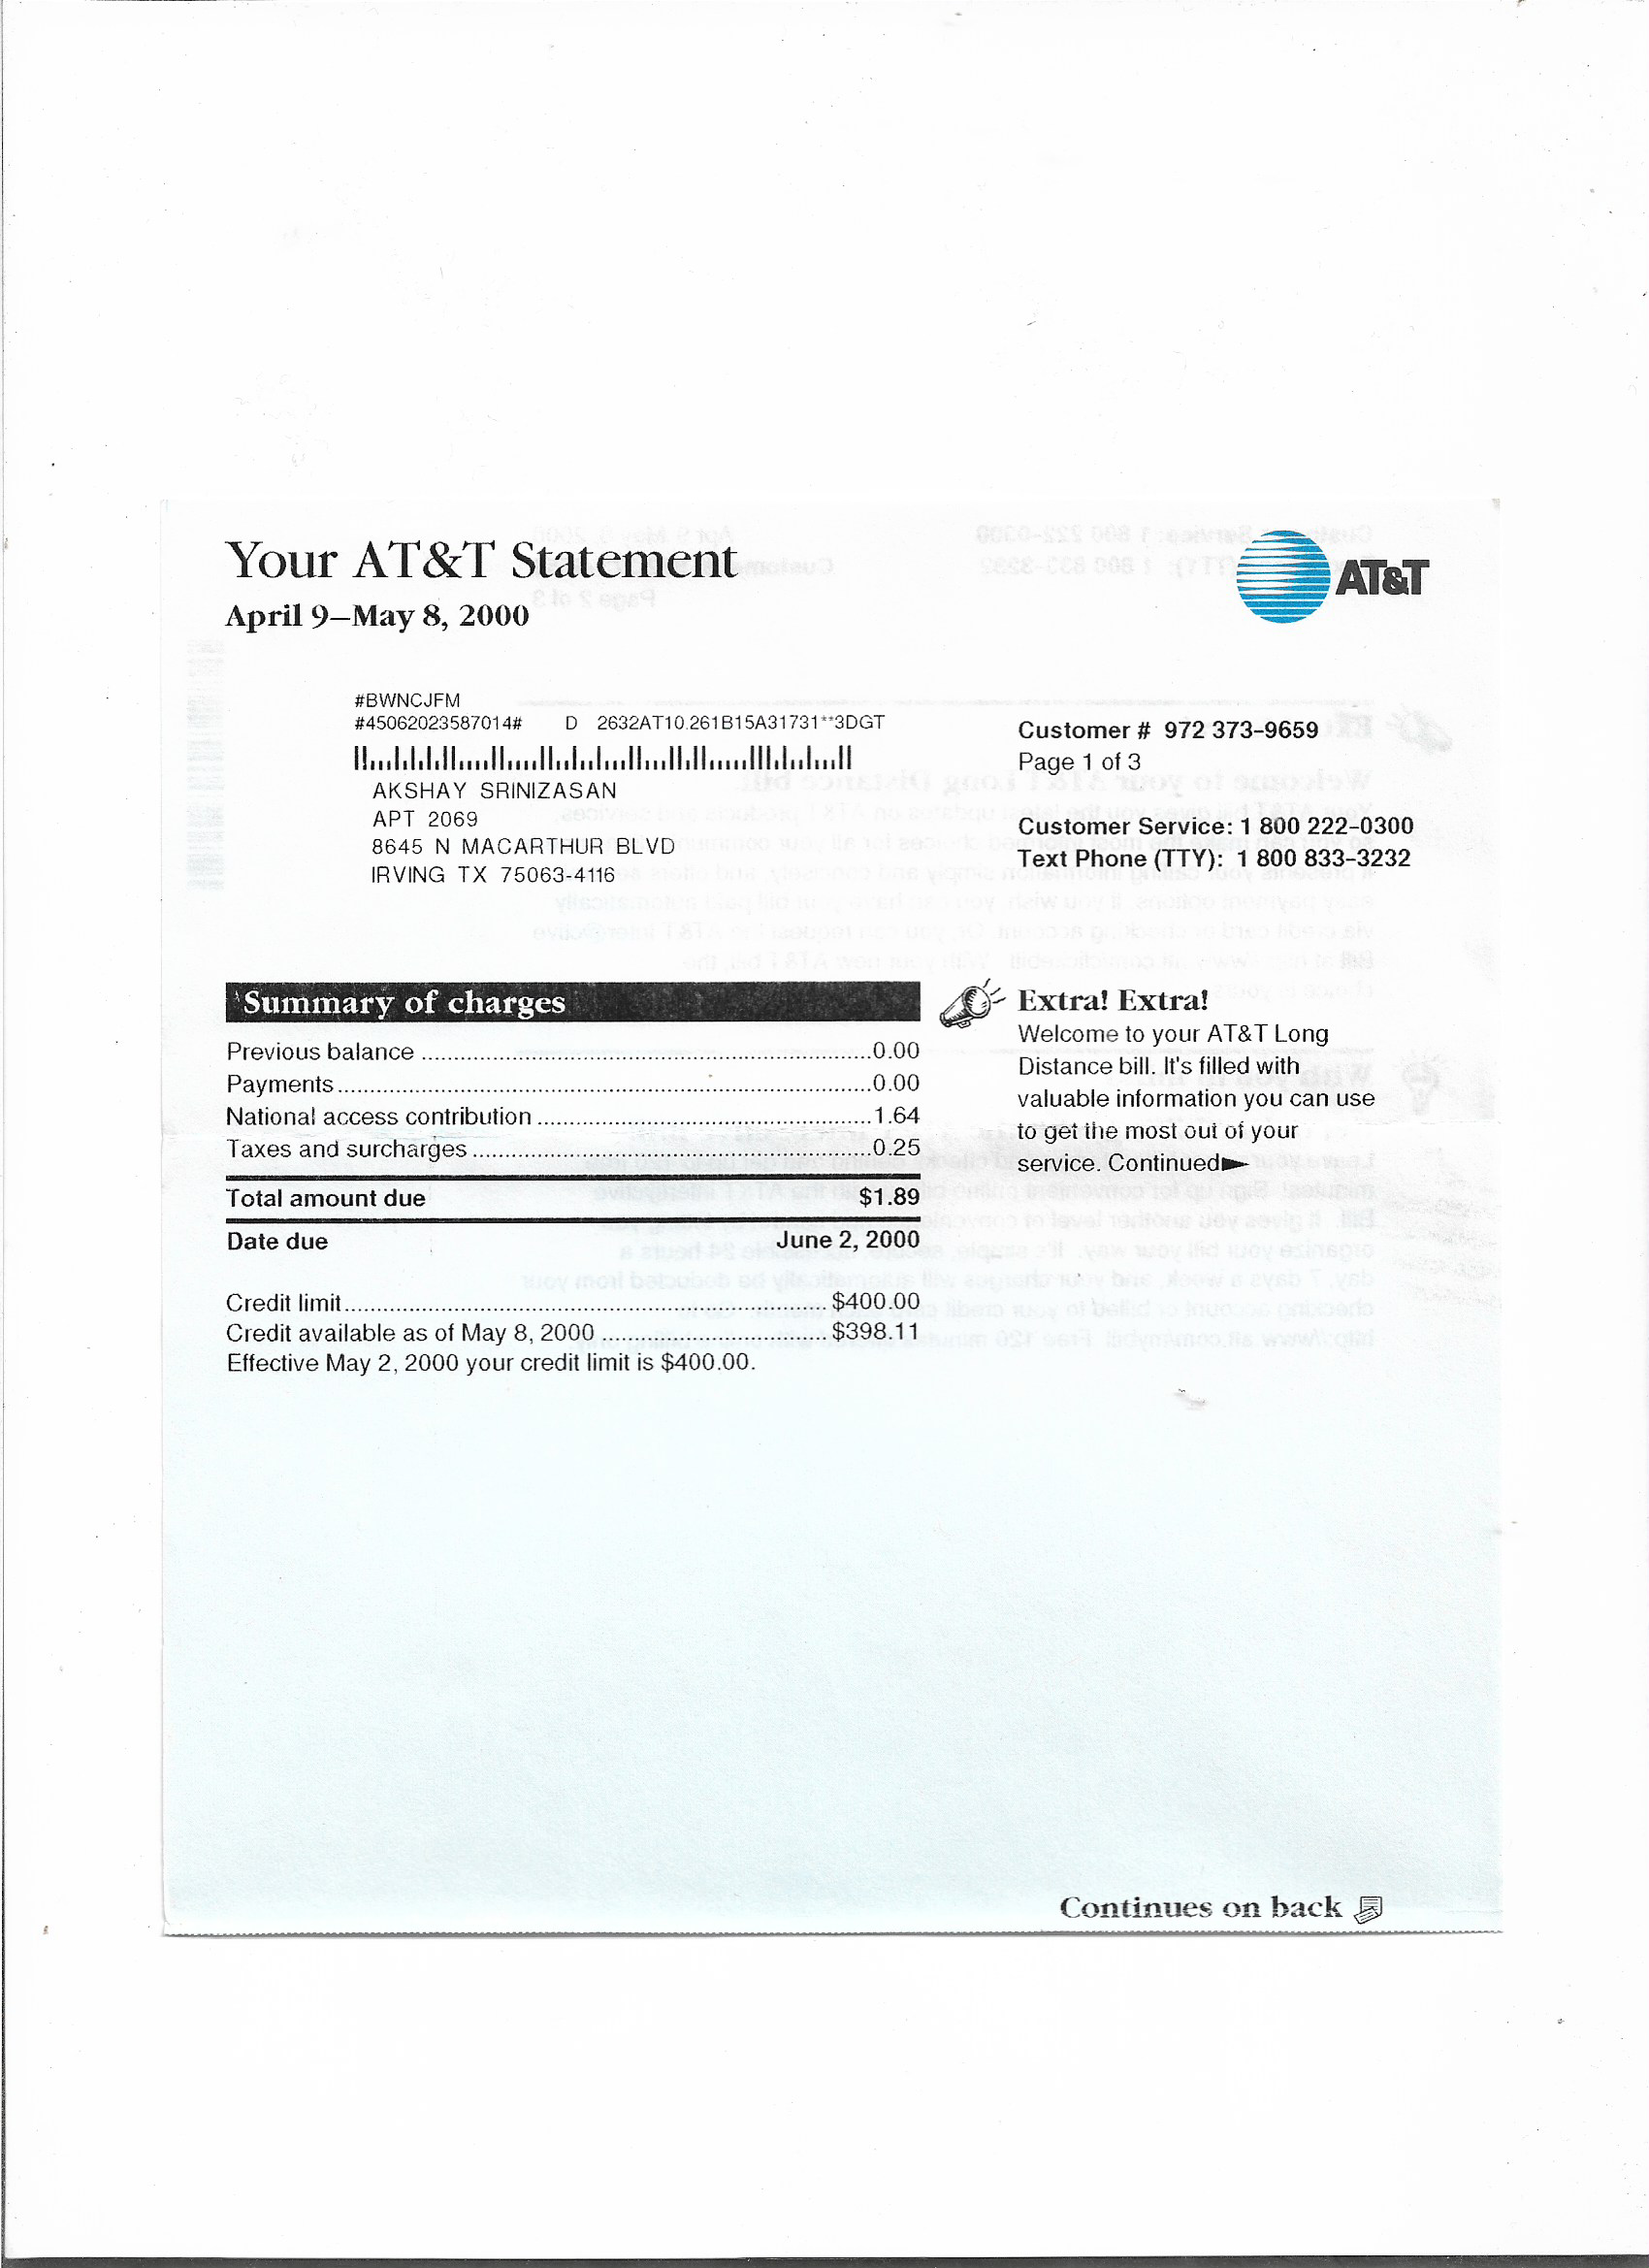 Your AT&T Statement
April 9–May 8, 2000
AT&T
#BWNCJFM
#45062023587014# D 2632AT10.261B15A31731**3DGT
AKSHAY SRINIZASAN
APT 2069
8645 N MACARTHUR BLVD
IRVING TX 75063-4116
Customer # 972 373-9659
Page 1 of 3
Customer Service: 1 800 222-0300
Text Phone (TTY): 1 800 833-3232
Summary of charges
Previous balance 0.00
Payments 0.00
National access contribution 1.64
Taxes and surcharges 0.25
Total amount due $1.89
Date due June 2, 2000
Credit limit $400.00
Credit available as of May 8, 2000 $398.11
Effective May 2, 2000 your credit limit is $400.00.
Extra! Extra!
Welcome to your AT&T Long
Distance bill. It's filled with
valuable information you can use
to get the most out of your
service. Continued►
Continues on back